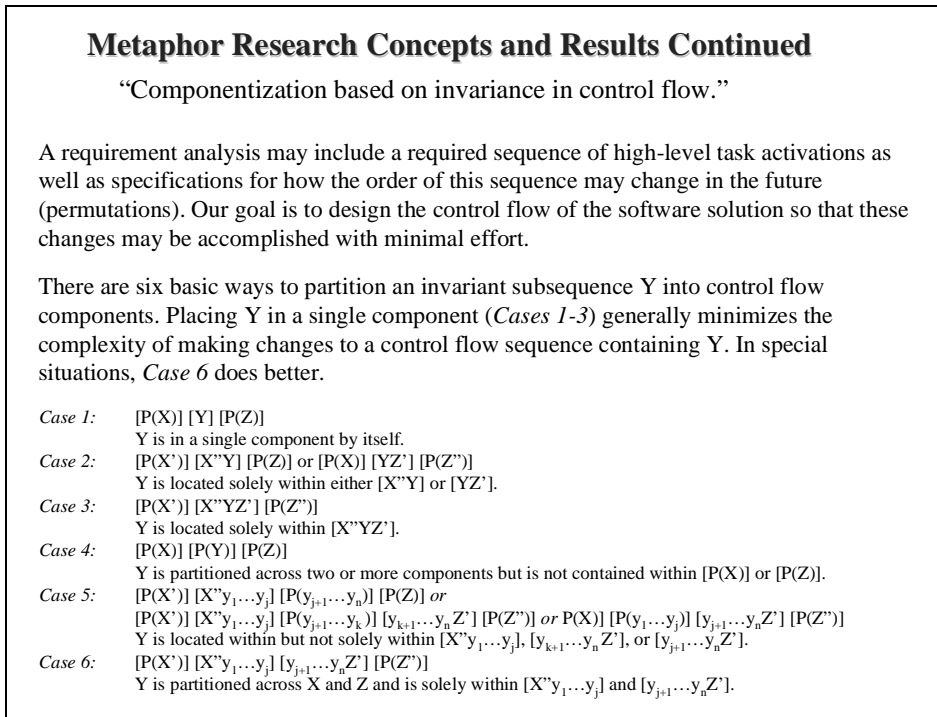 Metaphor Research Concepts and Results Continued
“Componentization based on invariance in control flow.”
A requirement analysis may include a required sequence of high-level task activations as
well as specifications for how the order of this sequence may change in the future
(permutations). Our goal is to design the control flow of the software solution so that these
changes may be accomplished with minimal effort.
There are six basic ways to partition an invariant subsequence Y into control flow
components. Placing Y in a single component (Cases 1-3) generally minimizes the
complexity of making changes to a control flow sequence containing Y. In special
situations, Case 6 does better.
Case 1: [P(X)] [Y] [P(Z)]
Y is in a single component by itself.
Case 2: [P(X’)] [X”Y] [P(Z)] or [P(X)] [YZ’] [P(Z”)]
Y is located solely within either [X”Y] or [YZ’].
Case 3: [P(X’)] [X”YZ’] [P(Z”)]
Y is located solely within [X”YZ’].
Case 4: [P(X)] [P(Y)] [P(Z)]
Y is partitioned across two or more components but is not contained within [P(X)] or [P(Z)].
Case 5: [P(X’)] [X”y₁…yⱼ] [P(yⱼ₊₁…yₙ)] [P(Z)] or
[P(X’)] [X”y₁…yⱼ] [P(yⱼ₊₁…yₖ)] [yₖ₊₁…yₙZ’] [P(Z”)] or P(X)] [P(y₁…yⱼ)] [yⱼ₊₁…yₙZ’] [P(Z”)]
Y is located within but not solely within [X”y₁…yⱼ], [yₖ₊₁…yₙ Z’], or [yⱼ₊₁…yₙZ’].
Case 6: [P(X’)] [X”y₁…yⱼ] [yⱼ₊₁…yₙZ’] [P(Z”)]
Y is partitioned across X and Z and is solely within [X”y₁…yⱼ] and [yⱼ₊₁…yₙZ’].